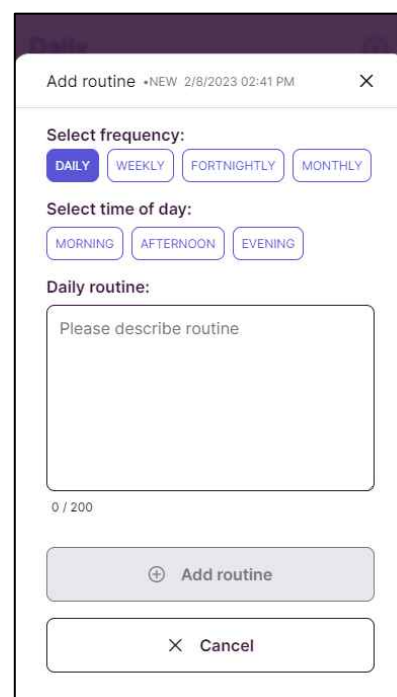 Daily
Add routine •NEW 2/8/2023 02:41 PM
Select frequency:
DAILY WEEKLY FORTNIGHTLY MONTHLY
Select time of day:
MORNING AFTERNOON EVENING
Daily routine:
Please describe routine
0 / 200
Add routine
Cancel